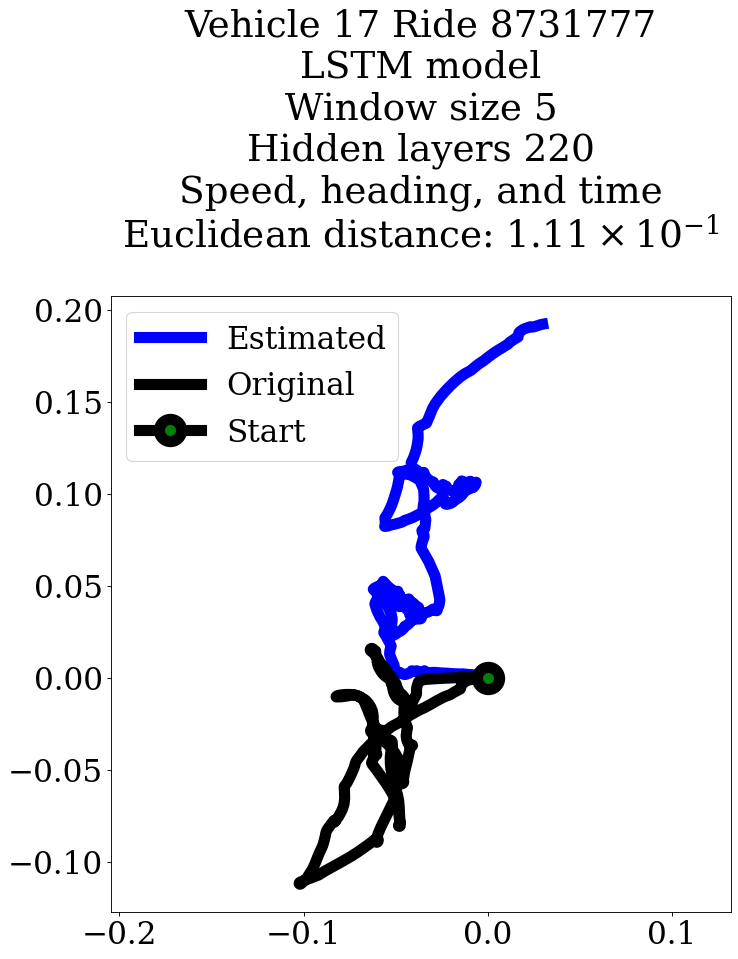 Vehicle 17 Ride 8731777
LSTM model
Window size 5
Hidden layers 220
Speed, heading, and time
Euclidean distance: 1.11 × 10⁻¹
Estimated
Original
Start
0.20
0.15
0.10
0.05
0.00
−0.05
−0.10
−0.2 −0.1 0.0 0.1